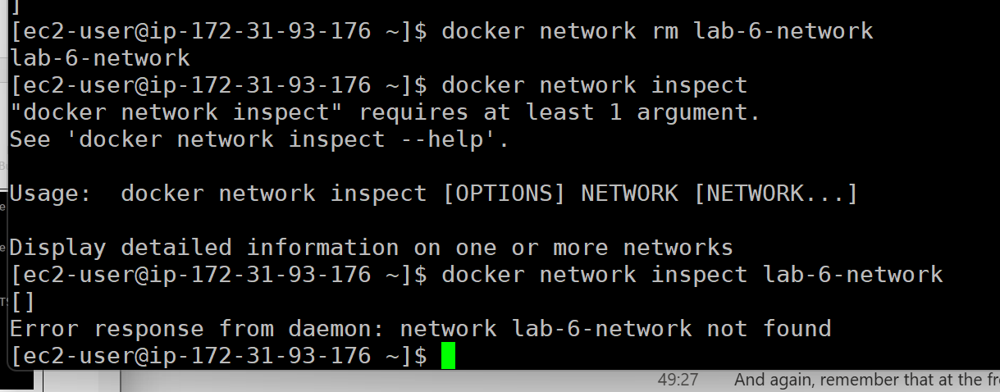 ]
[ec2-user@ip-172-31-93-176 ~]$ docker network rm lab-6-network
lab-6-network
[ec2-user@ip-172-31-93-176 ~]$ docker network inspect
"docker network inspect" requires at least 1 argument.
See 'docker network inspect --help'.
Usage:  docker network inspect [OPTIONS] NETWORK [NETWORK...]
Display detailed information on one or more networks
[ec2-user@ip-172-31-93-176 ~]$ docker network inspect lab-6-network
[]
Error response from daemon: network lab-6-network not found
[ec2-user@ip-172-31-93-176 ~]$
49:27 And again, remember that at the fr